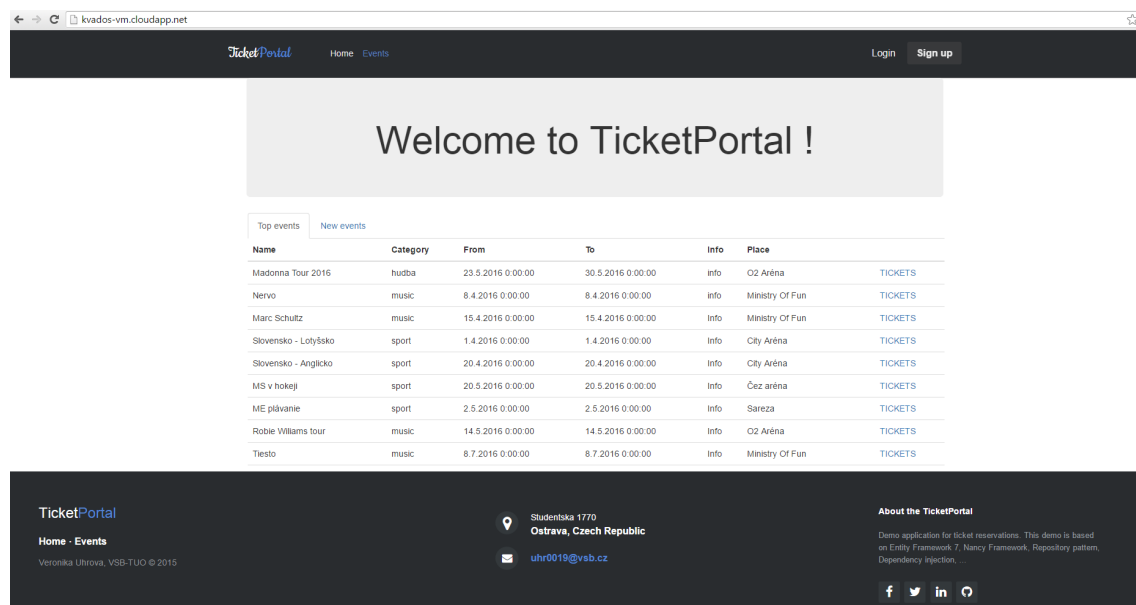 kvados-vm.cloudapp.net
TicketPortal Home Events Login Sign up
Welcome to TicketPortal !
Top events New events
Name Category From To Info Place
Madonna Tour 2016 hudba 23.5.2016 0:00:00 30.5.2016 0:00:00 info O2 Aréna TICKETS
Nervo music 8.4.2016 0:00:00 8.4.2016 0:00:00 info Ministry Of Fun TICKETS
Marc Schultz music 15.4.2016 0:00:00 15.4.2016 0:00:00 Info Ministry Of Fun TICKETS
Slovensko - Lotyšsko sport 1.4.2016 0:00:00 1.4.2016 0:00:00 Info City Aréna TICKETS
Slovensko - Anglicko sport 20.4.2016 0:00:00 20.4.2016 0:00:00 Info City Aréna TICKETS
MS v hokeji sport 20.5.2016 0:00:00 20.5.2016 0:00:00 Info Čez aréna TICKETS
ME plávanie sport 2.5.2016 0:00:00 2.5.2016 0:00:00 Info Sareza TICKETS
Robie Wiliams tour music 14.5.2016 0:00:00 14.5.2016 0:00:00 Info O2 Aréna TICKETS
Tiesto music 8.7.2016 0:00:00 8.7.2016 0:00:00 Info Ministry Of Fun TICKETS
TicketPortal
Home · Events
Veronika Uhrova, VSB-TUO © 2015
Studentska 1770
Ostrava, Czech Republic
uhr0019@vsb.cz
About the TicketPortal
Demo application for ticket reservations. This demo is based
on Entity Framework 7, Nancy Framework, Repository pattern,
Dependency injection, ...